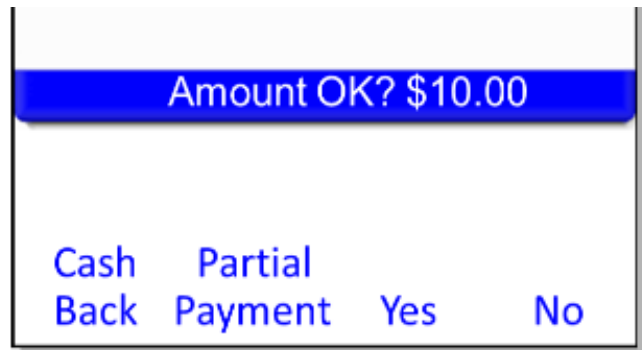 Amount OK? $10.00
Cash Partial
Back Payment Yes No